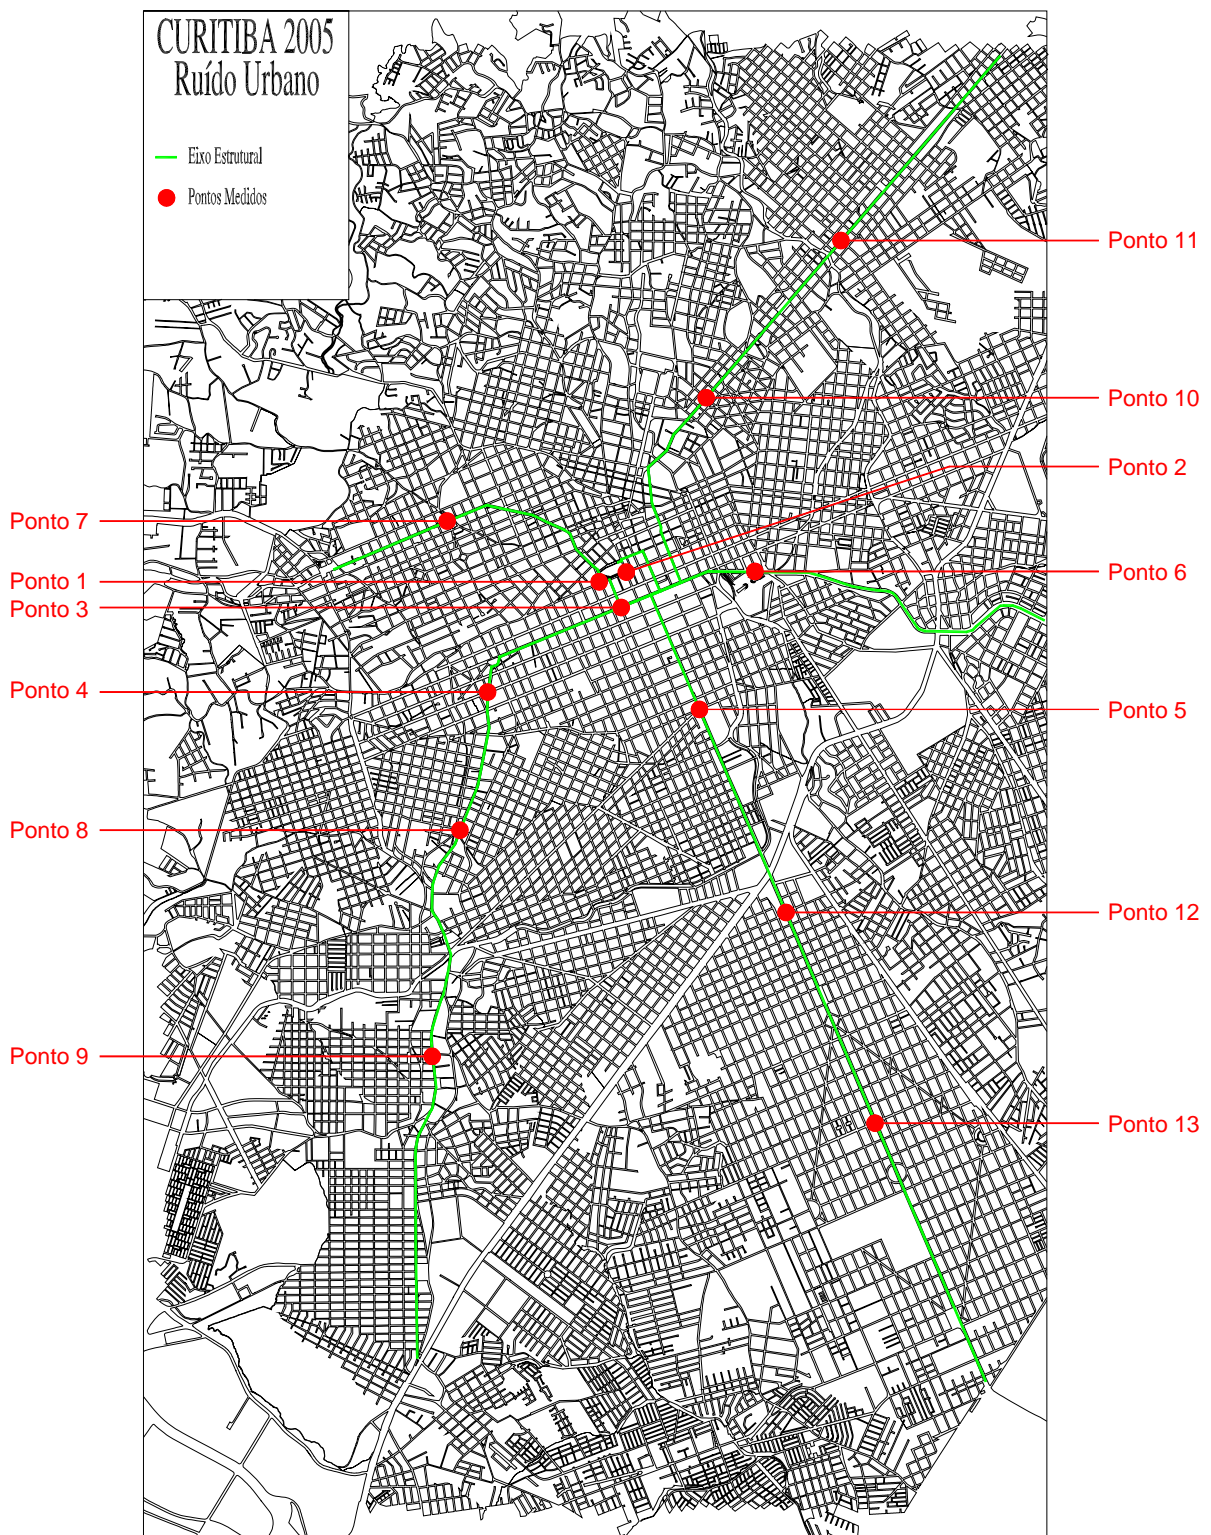 CURITIBA 2005
Ruído Urbano
Eixo Estrutural
Pontos Medidos
Ponto 11
Ponto 10
Ponto 2
Ponto 7
Ponto 1
Ponto 6
Ponto 3
Ponto 4
Ponto 5
Ponto 8
Ponto 12
Ponto 9
Ponto 13